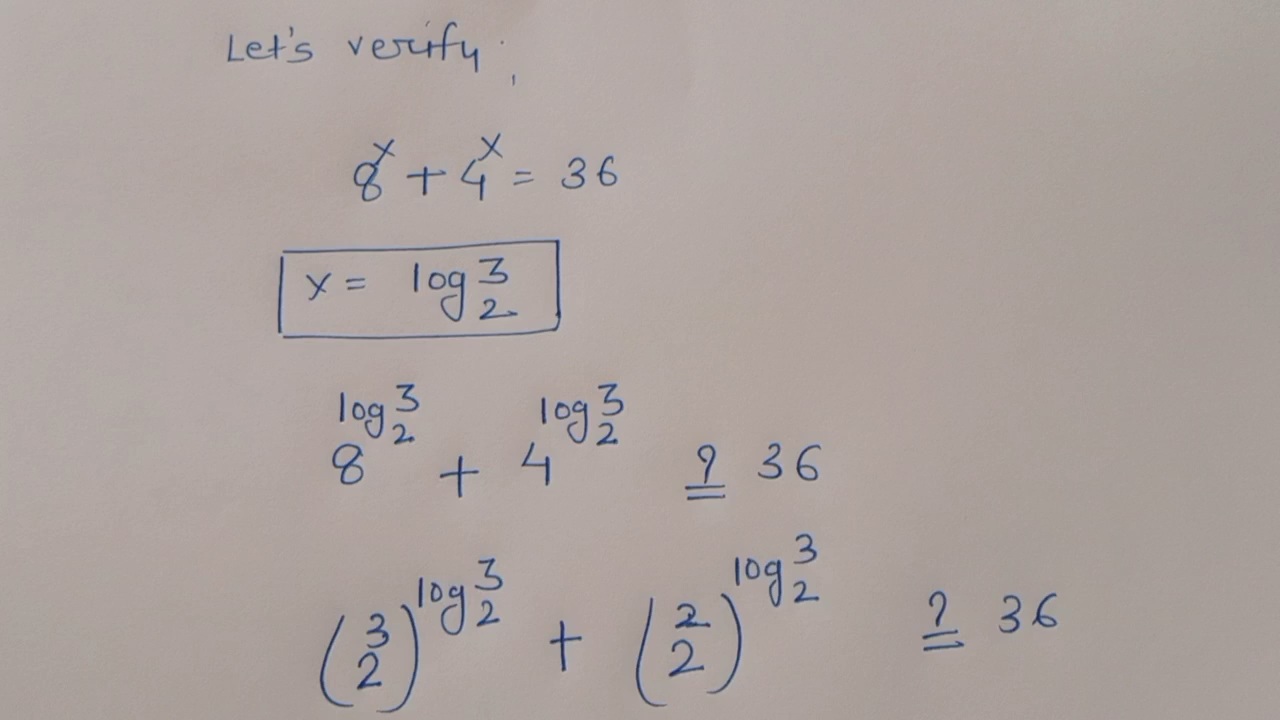 Let's verify;
8^x + 4^x = 36
x = log_2^3
8^{log_2^3} + 4^{log_2^3} ≟ 36
(2^3)^{log_2^3} + (2^2)^{log_2^3} ≟ 36